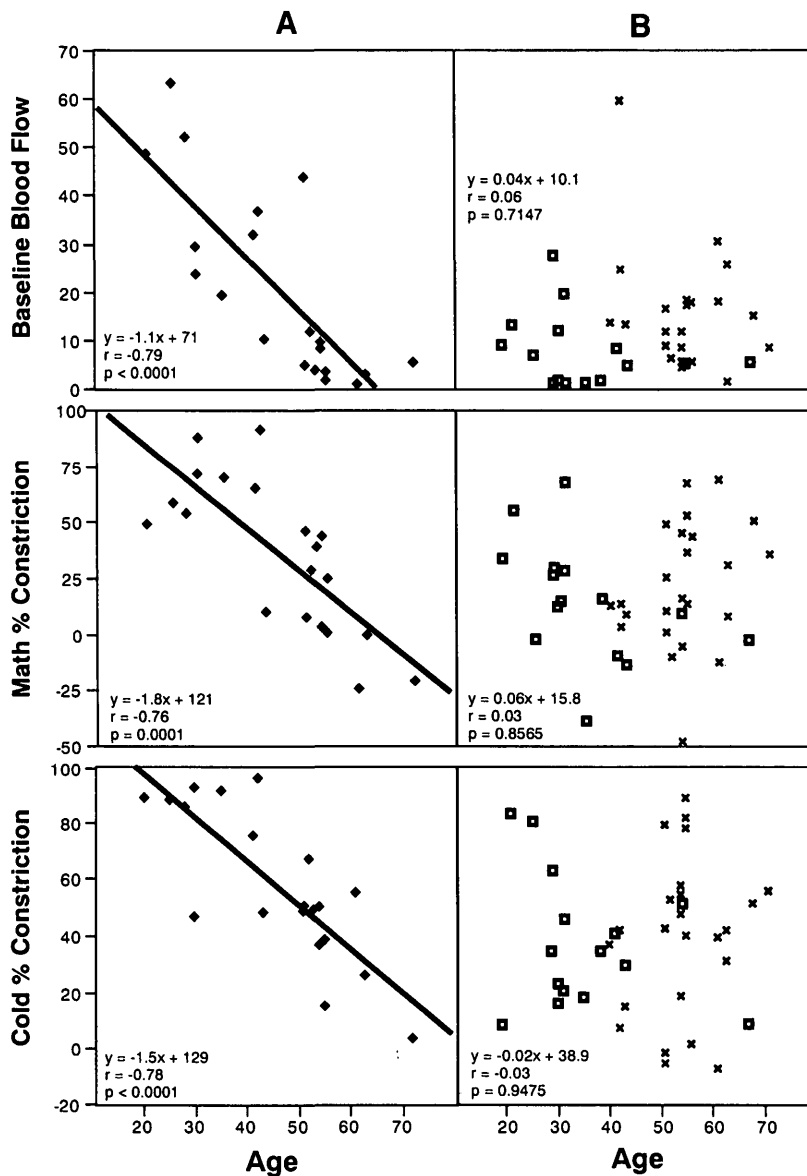 A
B
Baseline Blood Flow
70
60
50
40
30
20
10
0
y = -1.1x + 71
r = -0.79
p < 0.0001
y = 0.04x + 10.1
r = 0.06
p = 0.7147
Math % Constriction
100
75
50
25
0
-25
-50
y = -1.8x + 121
r = -0.76
p = 0.0001
y = 0.06x + 15.8
r = 0.03
p = 0.8565
Cold % Constriction
100
80
60
40
20
0
-20
y = -1.5x + 129
r = -0.78
p < 0.0001
y = -0.02x + 38.9
r = -0.03
p = 0.9475
20 30 40 50 60 70
20 30 40 50 60 70
Age
Age